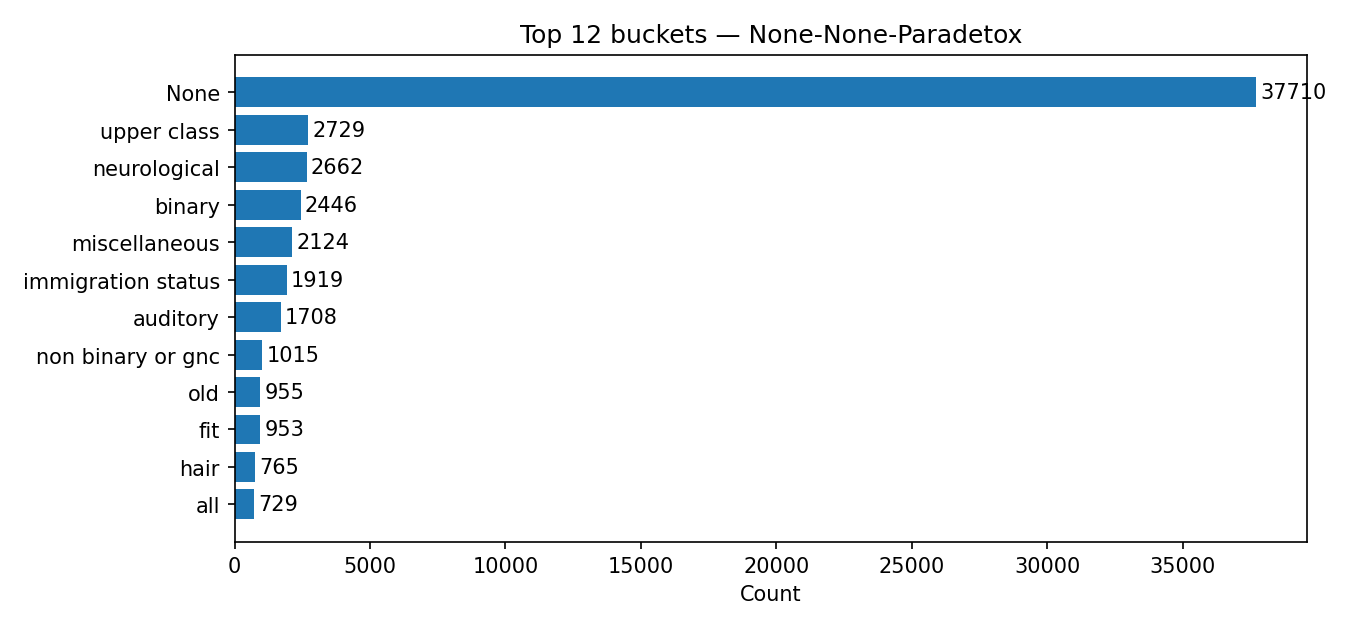 Top 12 buckets — None-None-Paradetox
None 37710
upper class 2729
neurological 2662
binary 2446
miscellaneous 2124
immigration status 1919
auditory 1708
non binary or gnc 1015
old 955
fit 953
hair 765
all 729
0 5000 10000 15000 20000 25000 30000 35000
Count